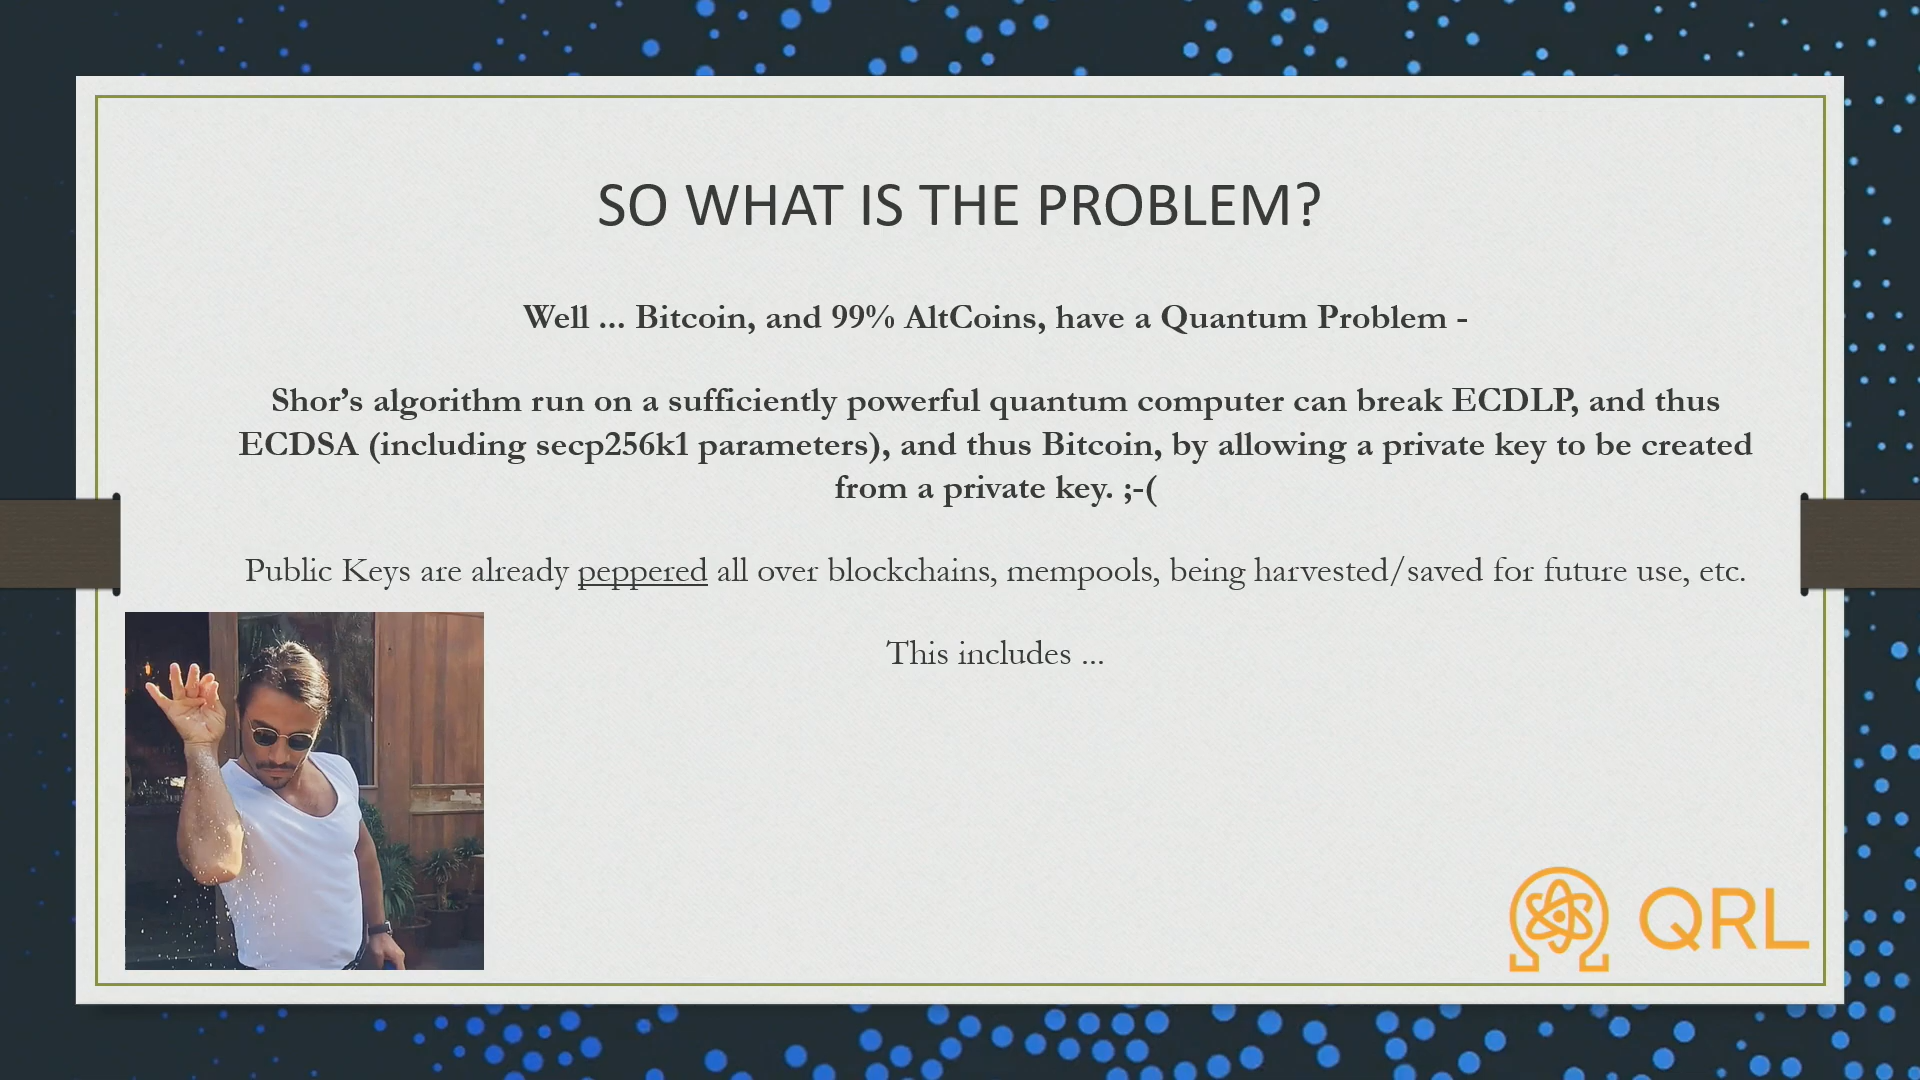 SO WHAT IS THE PROBLEM?
Well ... Bitcoin, and 99% AltCoins, have a Quantum Problem -
Shor’s algorithm run on a sufficiently powerful quantum computer can break ECDLP, and thus
ECDSA (including secp256k1 parameters), and thus Bitcoin, by allowing a private key to be created
from a private key. ;-(
Public Keys are already peppered all over blockchains, mempools, being harvested/saved for future use, etc.
This includes ...
QRL